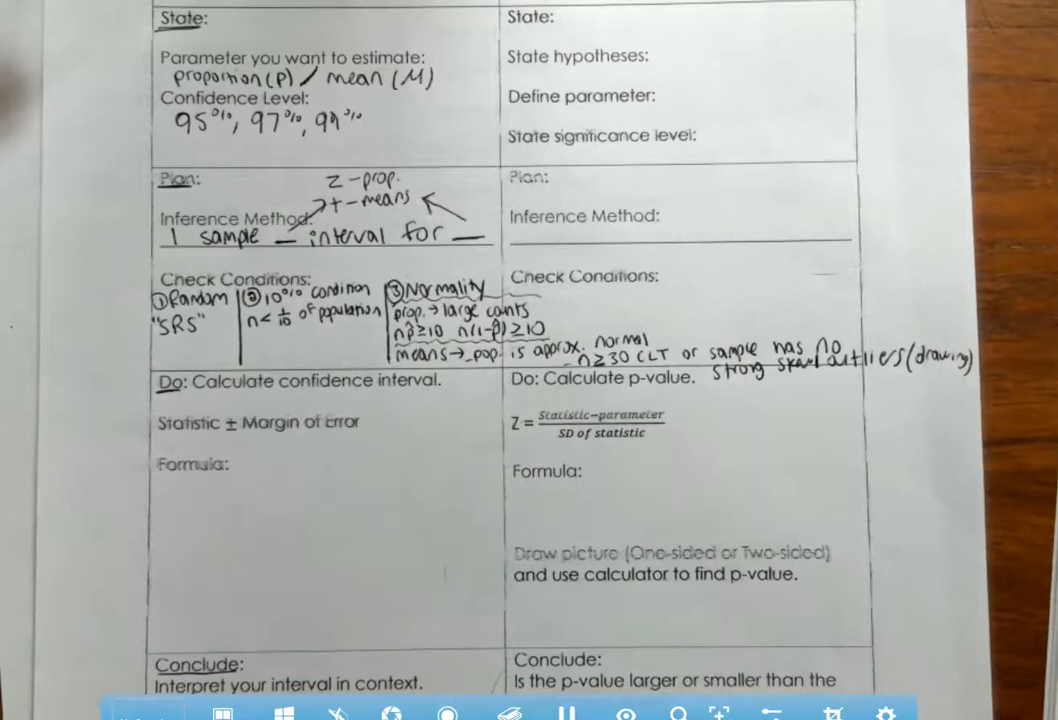 State:
Parameter you want to estimate:
proportion (p) / mean (μ)
Confidence Level:
95%, 97%, 99%
State:
State hypotheses:
Define parameter:
State significance level:
Plan:
z - prop.
t - means
Inference Method:
1 sample __ interval for __
Check Conditions:
① Random
"SRS"
② 10% condition
n < 1/10 of population
③ Normality
prop. → large counts
np̂ ≥ 10 n(1-p̂) ≥ 10
means → pop. is approx. normal
- n ≥ 30 CLT or sample has no
strong skew outliers (drawing)
Plan:
Inference Method:
Check Conditions:
Do: Calculate confidence interval.
Statistic ± Margin of Error
Formula:
Do: Calculate p-value.
Z = Statistic−parameter / SD of statistic
Formula:
Draw picture (One-sided or Two-sided)
and use calculator to find p-value.
Conclude:
Interpret your interval in context.
Conclude:
Is the p-value larger or smaller than the